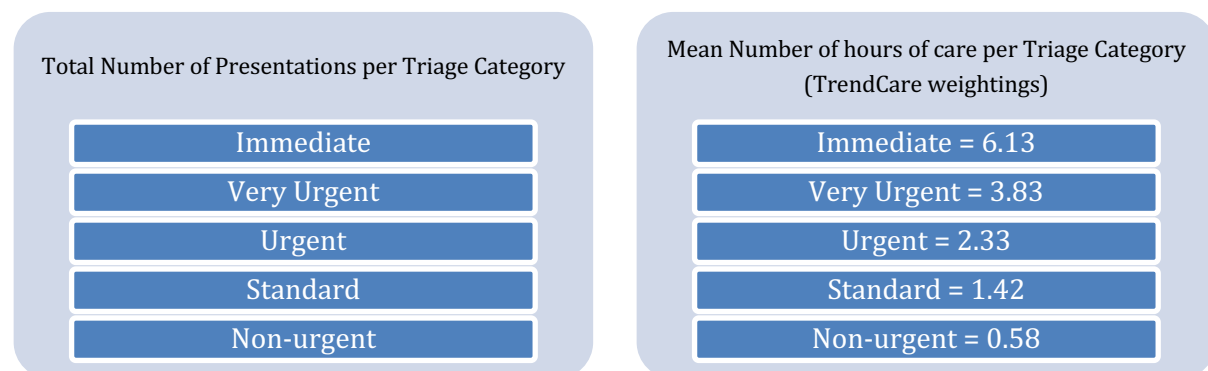 Total Number of Presentations per Triage Category
Immediate
Very Urgent
Urgent
Standard
Non-urgent
Mean Number of hours of care per Triage Category
(TrendCare weightings)
Immediate = 6.13
Very Urgent = 3.83
Urgent = 2.33
Standard = 1.42
Non-urgent = 0.58